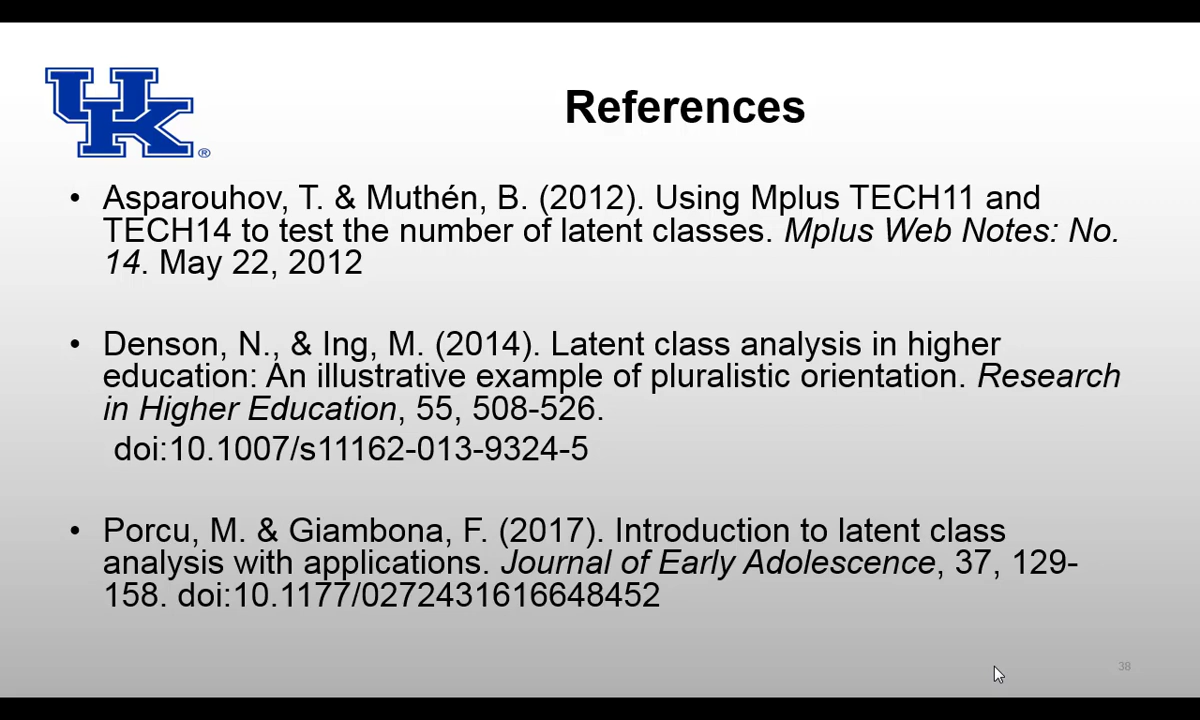 UK®
References
• Asparouhov, T. & Muthén, B. (2012). Using Mplus TECH11 and
TECH14 to test the number of latent classes. Mplus Web Notes: No.
14. May 22, 2012
• Denson, N., & Ing, M. (2014). Latent class analysis in higher
education: An illustrative example of pluralistic orientation. Research
in Higher Education, 55, 508-526.
doi:10.1007/s11162-013-9324-5
• Porcu, M. & Giambona, F. (2017). Introduction to latent class
analysis with applications. Journal of Early Adolescence, 37, 129-
158. doi:10.1177/0272431616648452
38